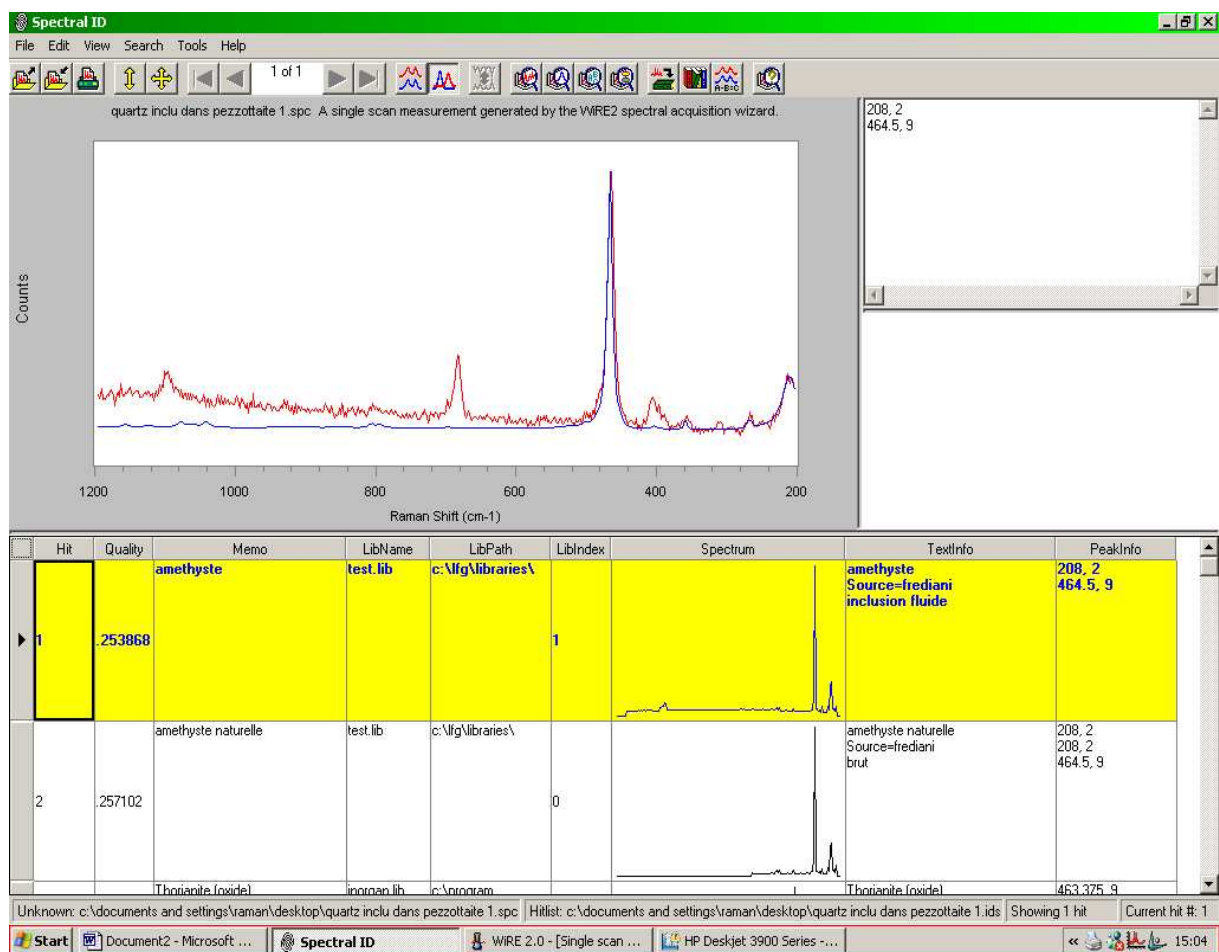 Spectral ID
File Edit View Search Tools Help
1 of 1
A-B=C
quartz inclu dans pezzottaite 1.spc A single scan measurement generated by the WiRE2 spectral acquisition wizard.
208, 2
464.5, 9
Counts
1200 1000 800 600 400 200
Raman Shift (cm-1)
Hit Quality Memo LibName LibPath LibIndex Spectrum TextInfo PeakInfo
amethyste test.lib c:\lfg\libraries\ amethyste 208, 2
Source=frediani 464.5, 9
inclusion fluide
1 .253868 1
amethyste naturelle test.lib c:\lfg\libraries\ amethyste naturelle 208, 2
Source=frediani 208, 2
brut 464.5, 9
2 .257102 0
Thorianite (oxide) inorgan.lib c:\program Thorianite (oxide) 463.375, 9
Unknown: c:\documents and settings\raman\desktop\quartz inclu dans pezzottaite 1.spc Hitlist: c:\documents and settings\raman\desktop\quartz inclu dans pezzottaite 1.ids Showing 1 hit Current hit #: 1
Start Document2 - Microsoft ... Spectral ID WiRE 2.0 - [Single scan ... HP Deskjet 3900 Series -... « 15:04